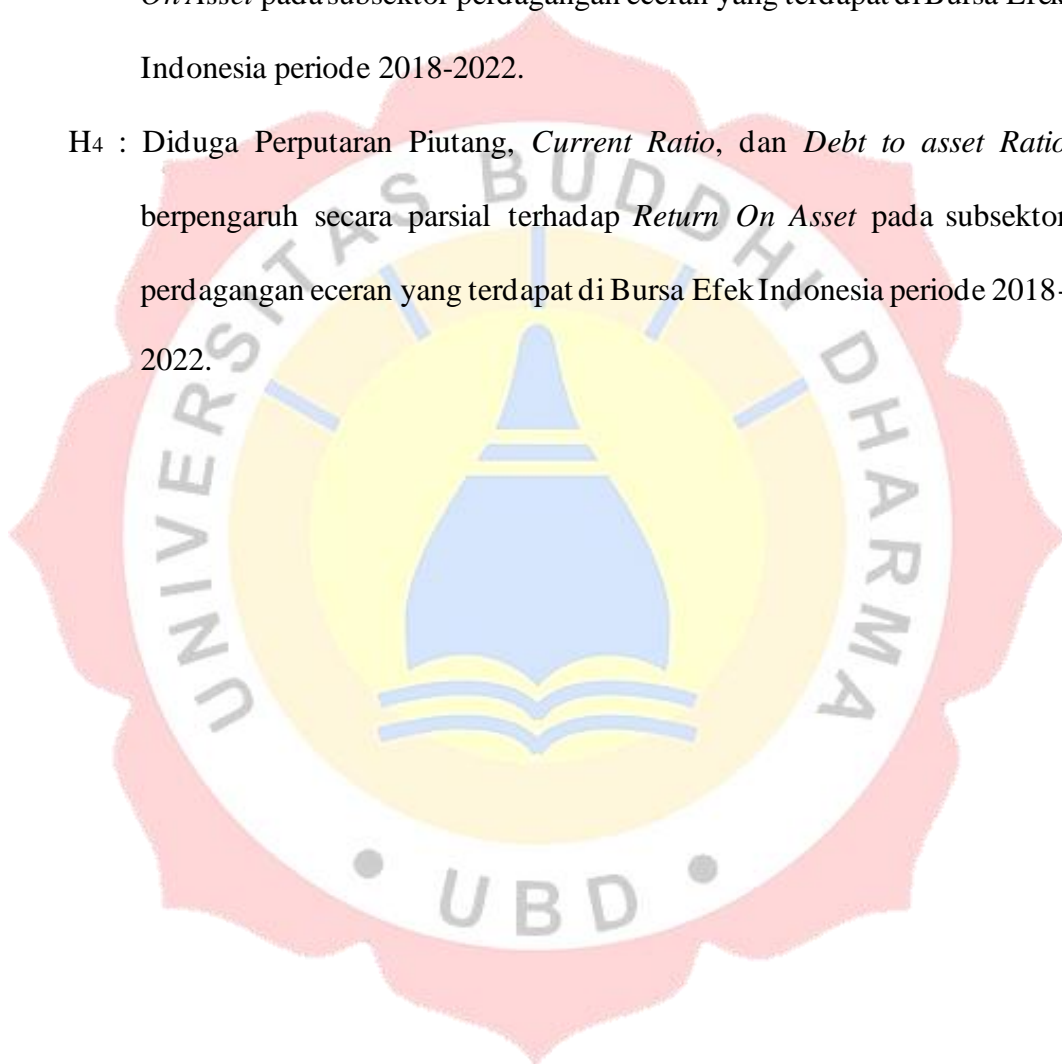 On Asset pada subsektor perdagangan eceran yang terdapat di Bursa Efek
Indonesia periode 2018-2022.
H4 : Diduga Perputaran Piutang, Current Ratio, dan Debt to asset Ratio
berpengaruh secara parsial terhadap Return On Asset pada subsektor
perdagangan eceran yang terdapat di Bursa Efek Indonesia periode 2018-
2022.
UNIVERSITAS BUDDHI DHARMA
• UBD •